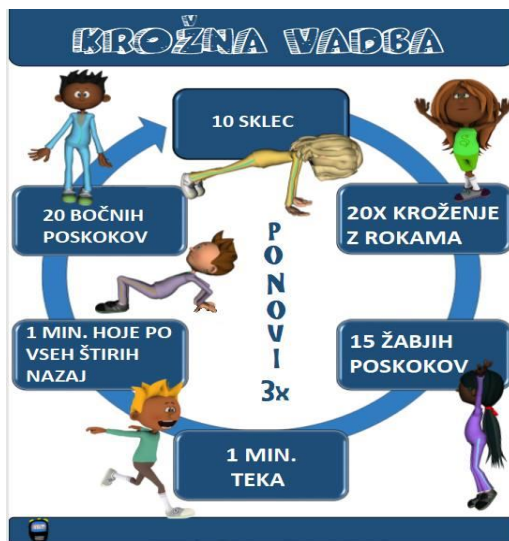 KROŽNA VADBA
10 SKLEC
20X KROŽENJE
Z ROKAMA
15 ŽABJIH
POSKOKOV
1 MIN.
TEKA
1 MIN. HOJE PO
VSEH ŠTIRIH
NAZAJ
20 BOČNIH
POSKOKOV
PONOVI
3x